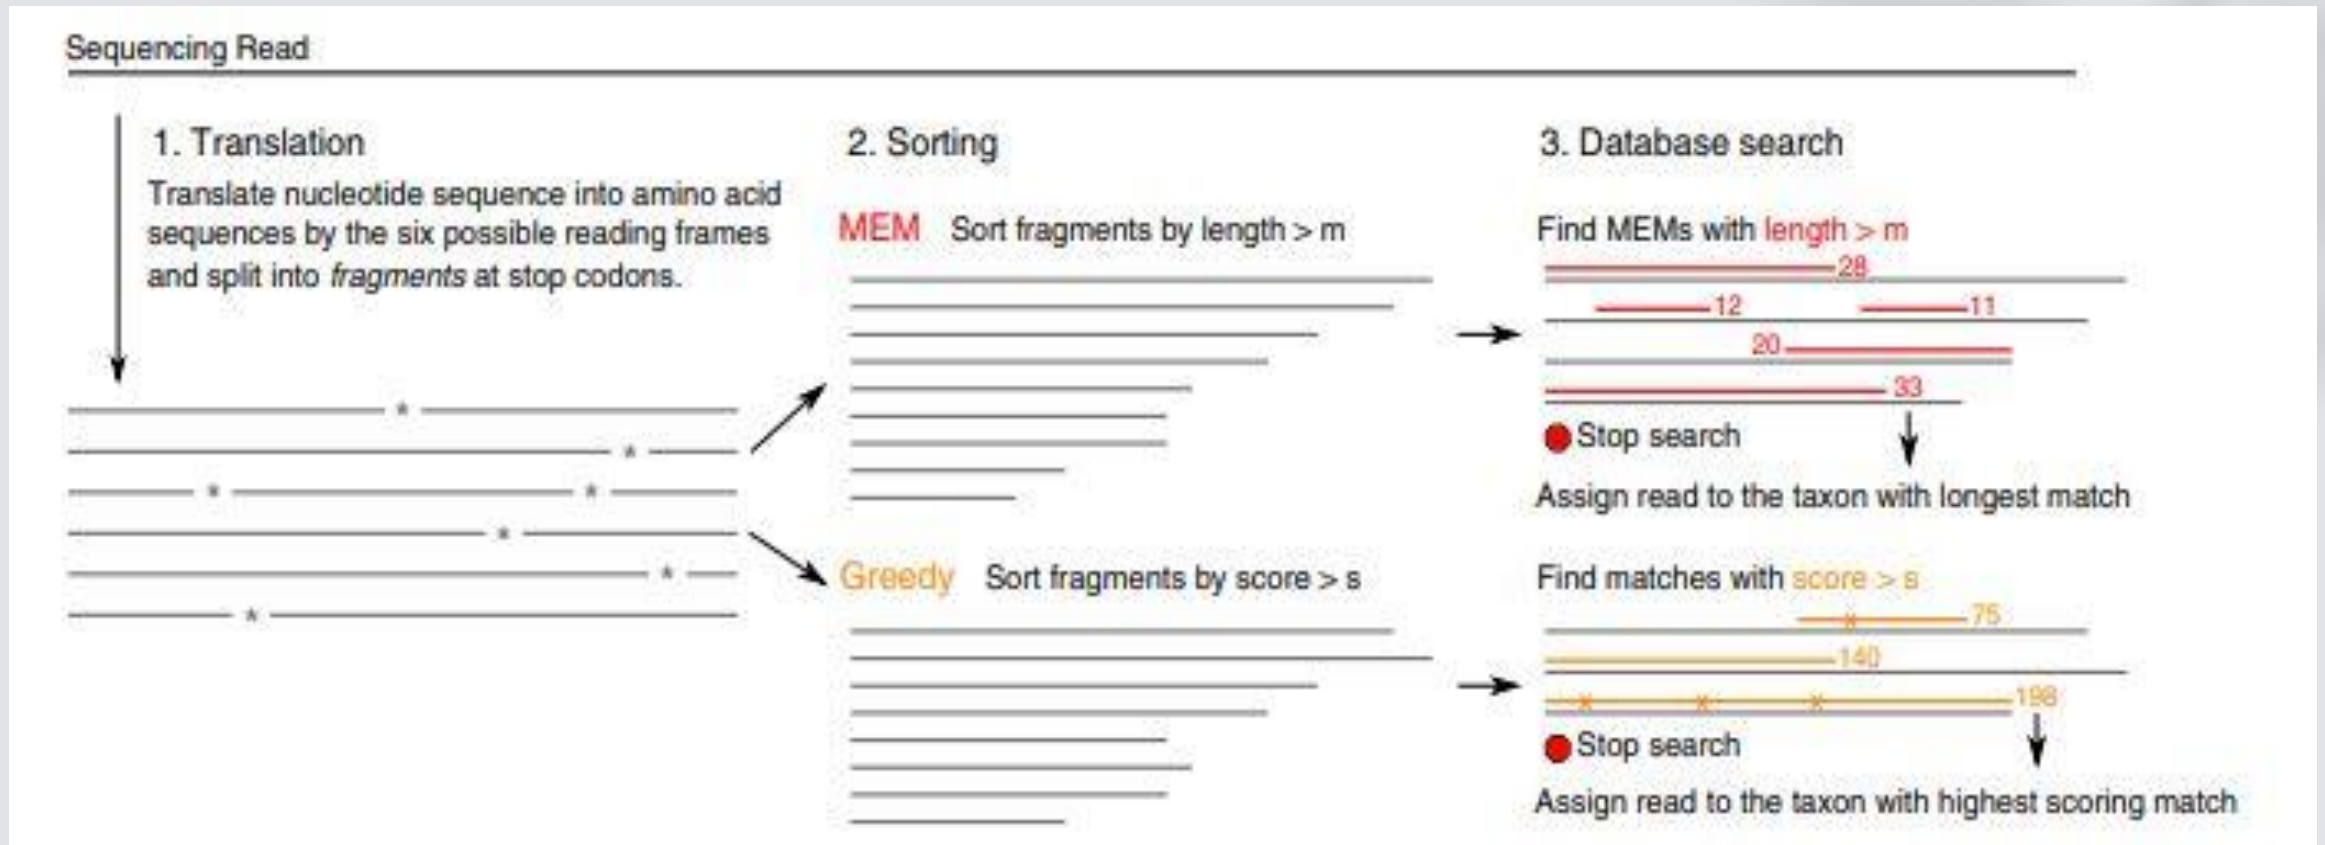 Sequencing Read
1. Translation
Translate nucleotide sequence into amino acid
sequences by the six possible reading frames
and split into fragments at stop codons.
* 
*
* *
*
*
*
2. Sorting
MEM Sort fragments by length > m
Greedy Sort fragments by score > s
3. Database search
Find MEMs with length > m
28
12 11
20
33
Stop search
Assign read to the taxon with longest match
Find matches with score > s
75
140
198
Stop search
Assign read to the taxon with highest scoring match